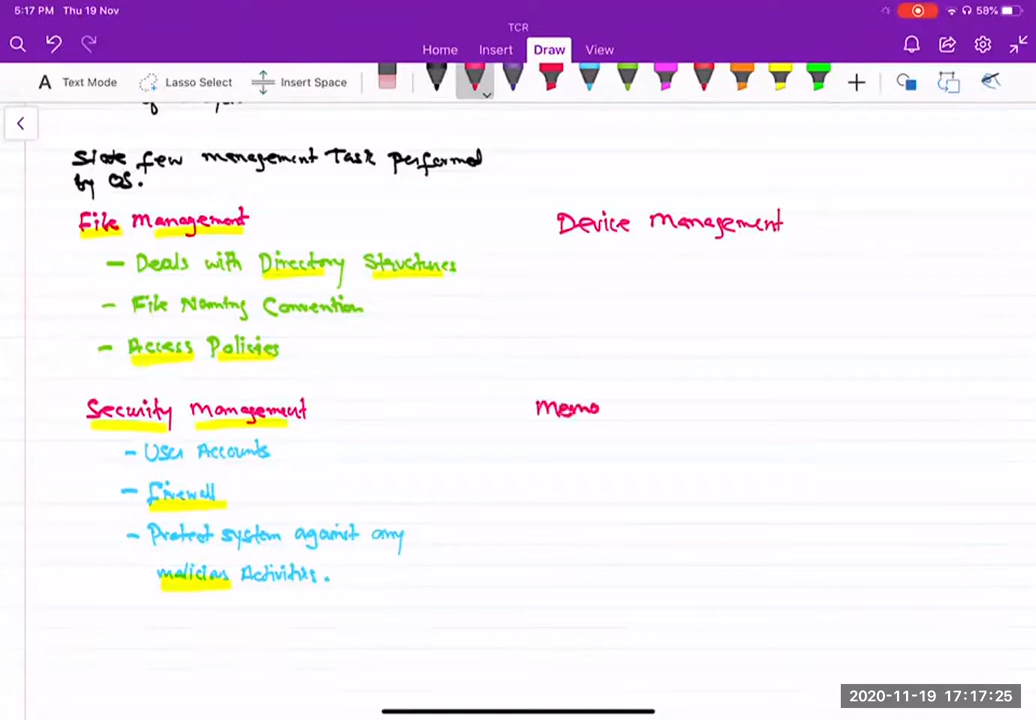 5:17 PM Thu 19 Nov
58%
TCR
Home Insert Draw View
A Text Mode Lasso Select Insert Space
State few management Task performed
by OS.
File Management
- Deals with Directory Structures
- File Naming Convention
- Access Policies
Device Management
Security Management
- User Accounts
- Firewall
- Protect system against any
malicias Activities.
Memo
2020-11-19 17:17:25